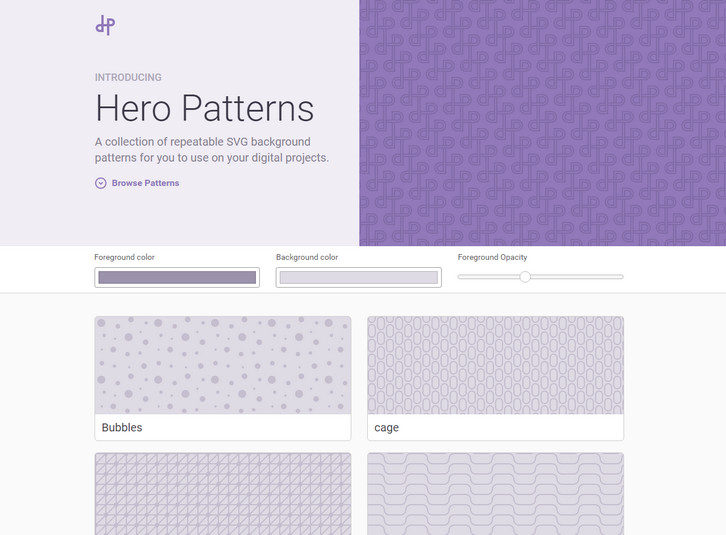 INTRODUCING
Hero Patterns
A collection of repeatable SVG background
patterns for you to use on your digital projects.
Browse Patterns
Foreground color
Background color
Foreground Opacity
Bubbles
cage